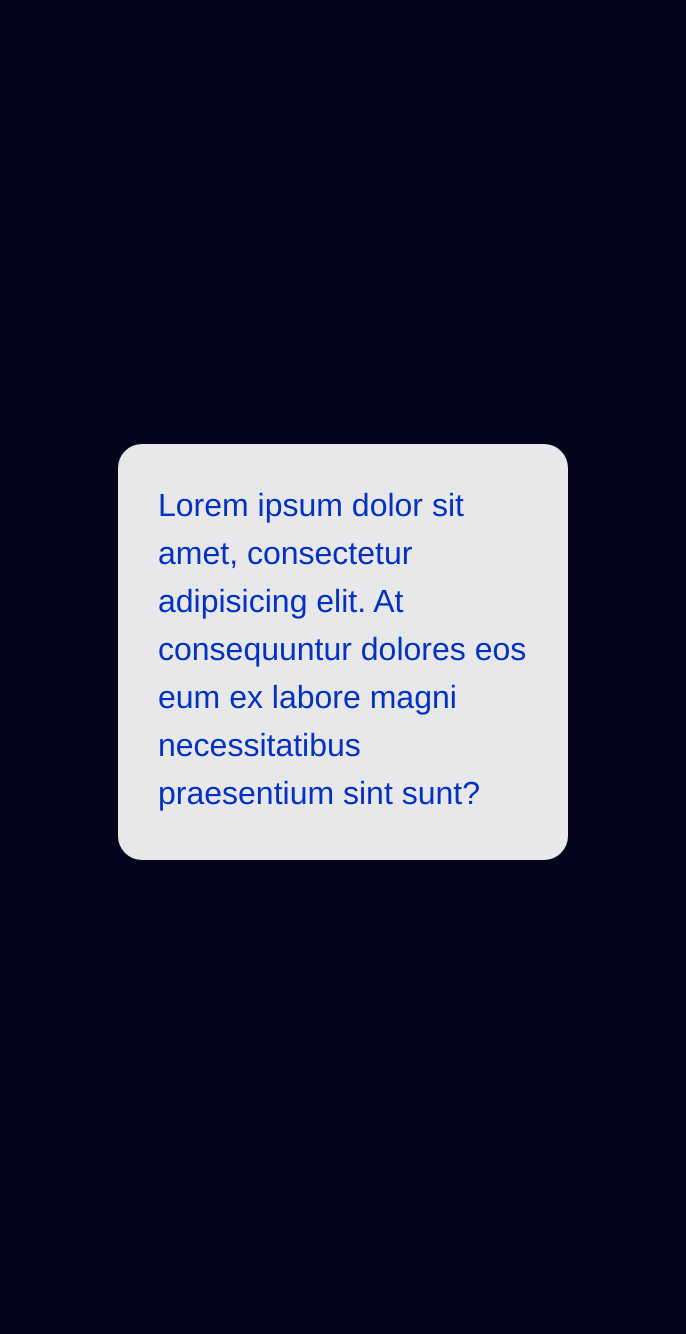 Lorem ipsum dolor sit
amet, consectetur
adipisicing elit. At
consequuntur dolores eos
eum ex labore magni
necessitatibus
praesentium sint sunt?